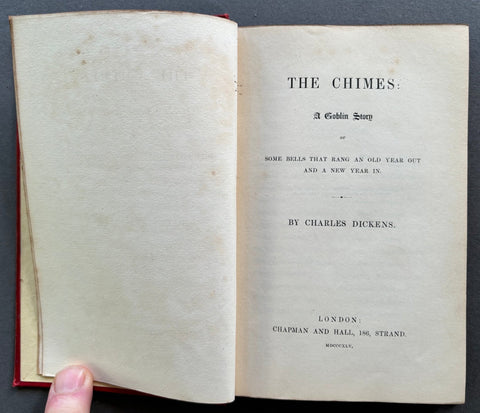 THE CHIMES:
A Goblin Story
OF
SOME BELLS THAT RANG AN OLD YEAR OUT
AND A NEW YEAR IN.
BY CHARLES DICKENS.
LONDON:
CHAPMAN AND HALL, 186, STRAND.
MDCCCXLV.